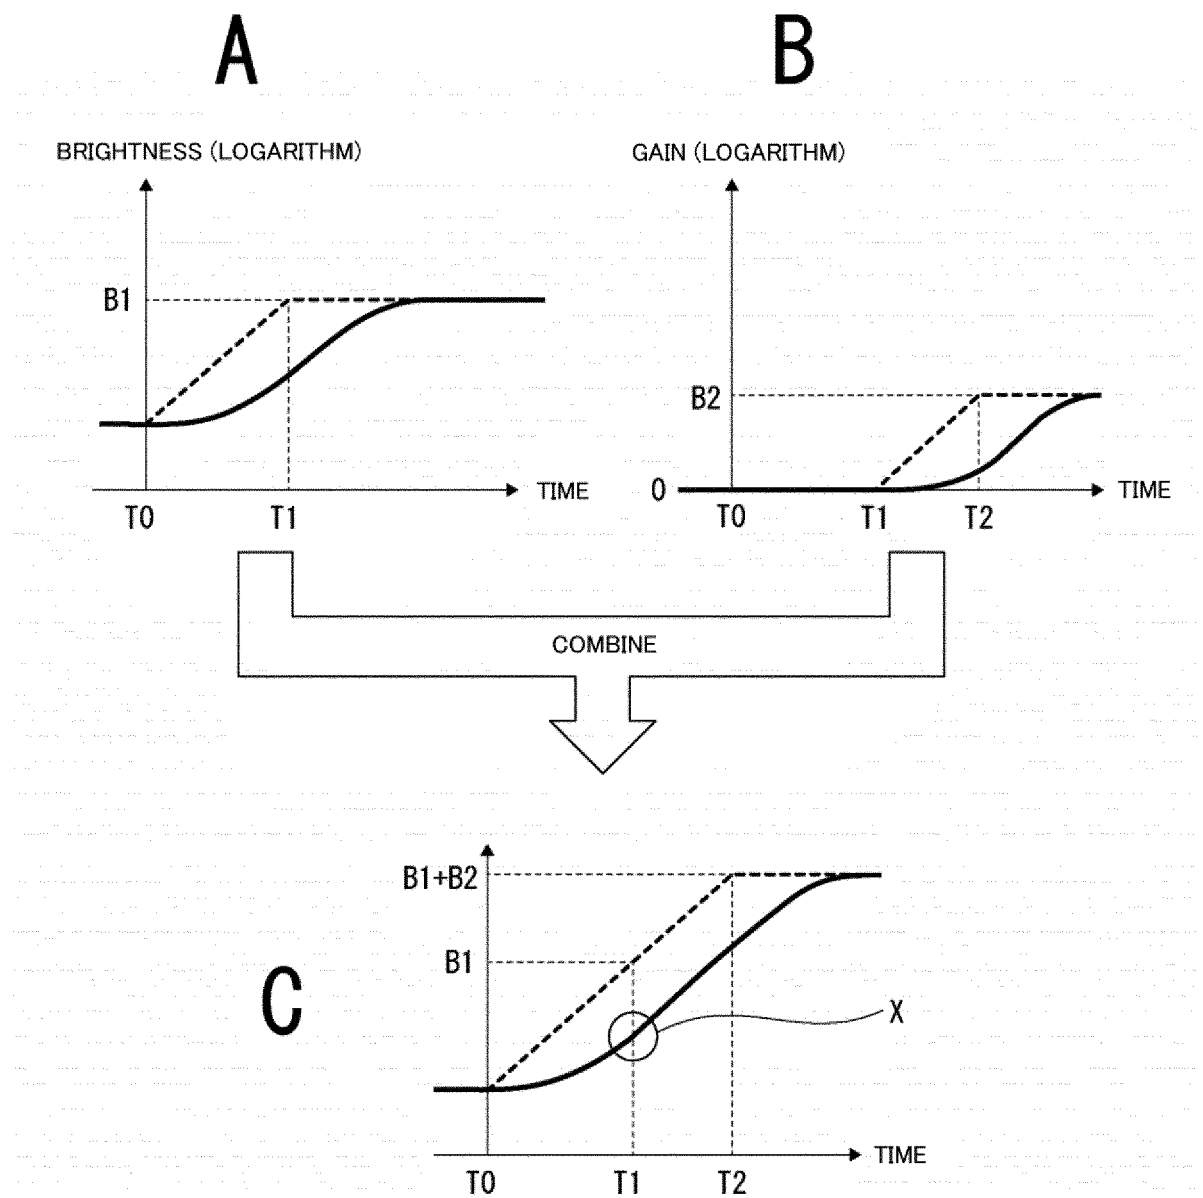 A
B
BRIGHTNESS (LOGARITHM)
GAIN (LOGARITHM)
B1
B2
0
TIME
TIME
T0
T1
T0
T1
T2
COMBINE
B1+B2
B1
C
X
TIME
T0
T1
T2